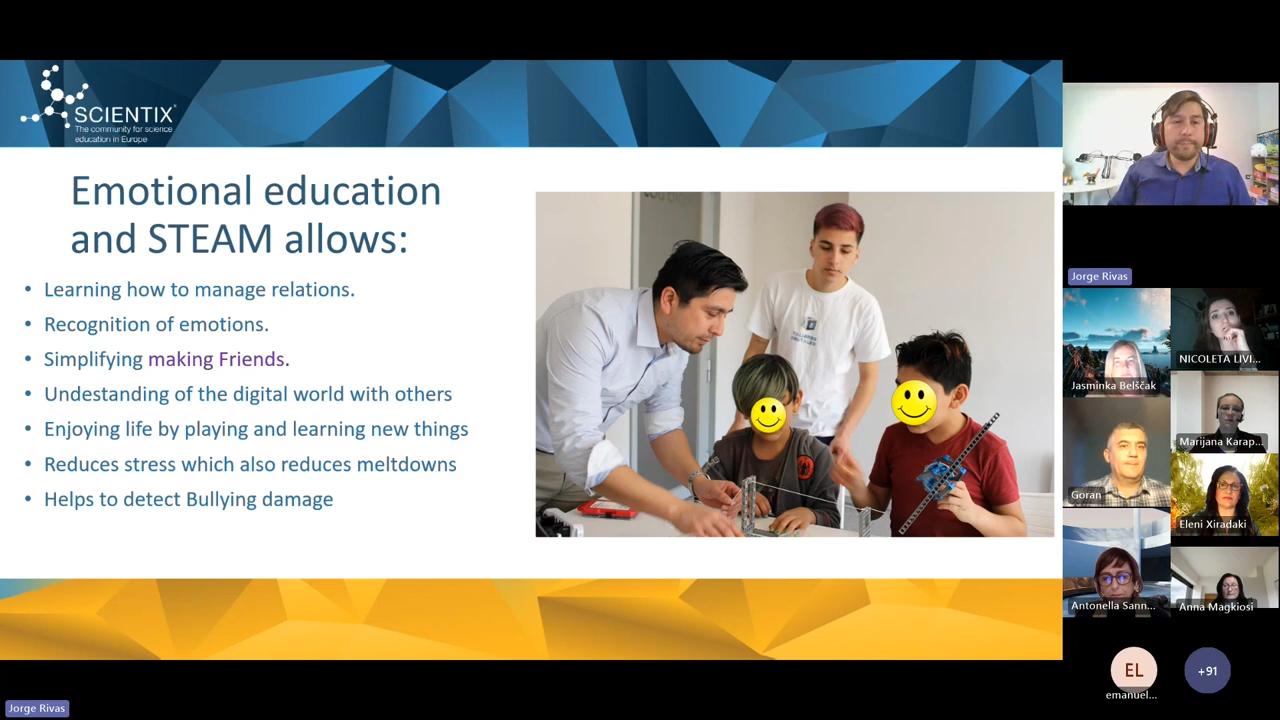 SCIENTIX
The community for science
education in Europe
Emotional education
and STEAM allows:
• Learning how to manage relations.
• Recognition of emotions.
• Simplifying making Friends.
• Undestanding of the digital world with others
• Enjoying life by playing and learning new things
• Reduces stress which also reduces meltdowns
• Helps to detect Bullying damage
Jorge Rivas
Jasminka Belščak
NICOLETA LIVI...
Marijana Karap...
Goran
Eleni Xiradaki
Antonella Sann...
Anna Magkiosi
EL
emanuel...
+91
Jorge Rivas